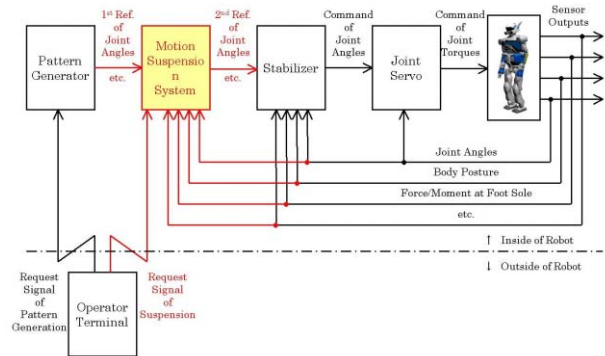 1st Ref.
of
Joint
Angles
etc.
2nd Ref.
of
Joint
Angles
etc.
Command
of
Joint
Angles
Command
of
Joint
Torques
Sensor
Outputs
Pattern
Generator
Motion
Suspensio
n
System
Stabilizer
Joint
Servo
Joint Angles
Body Posture
Force/Moment at Foot Sole
etc.
↑ Inside of Robot
↓ Outside of Robot
Request
Signal
of
Pattern
Generation
Operator
Terminal
Request
Signal
of
Suspension